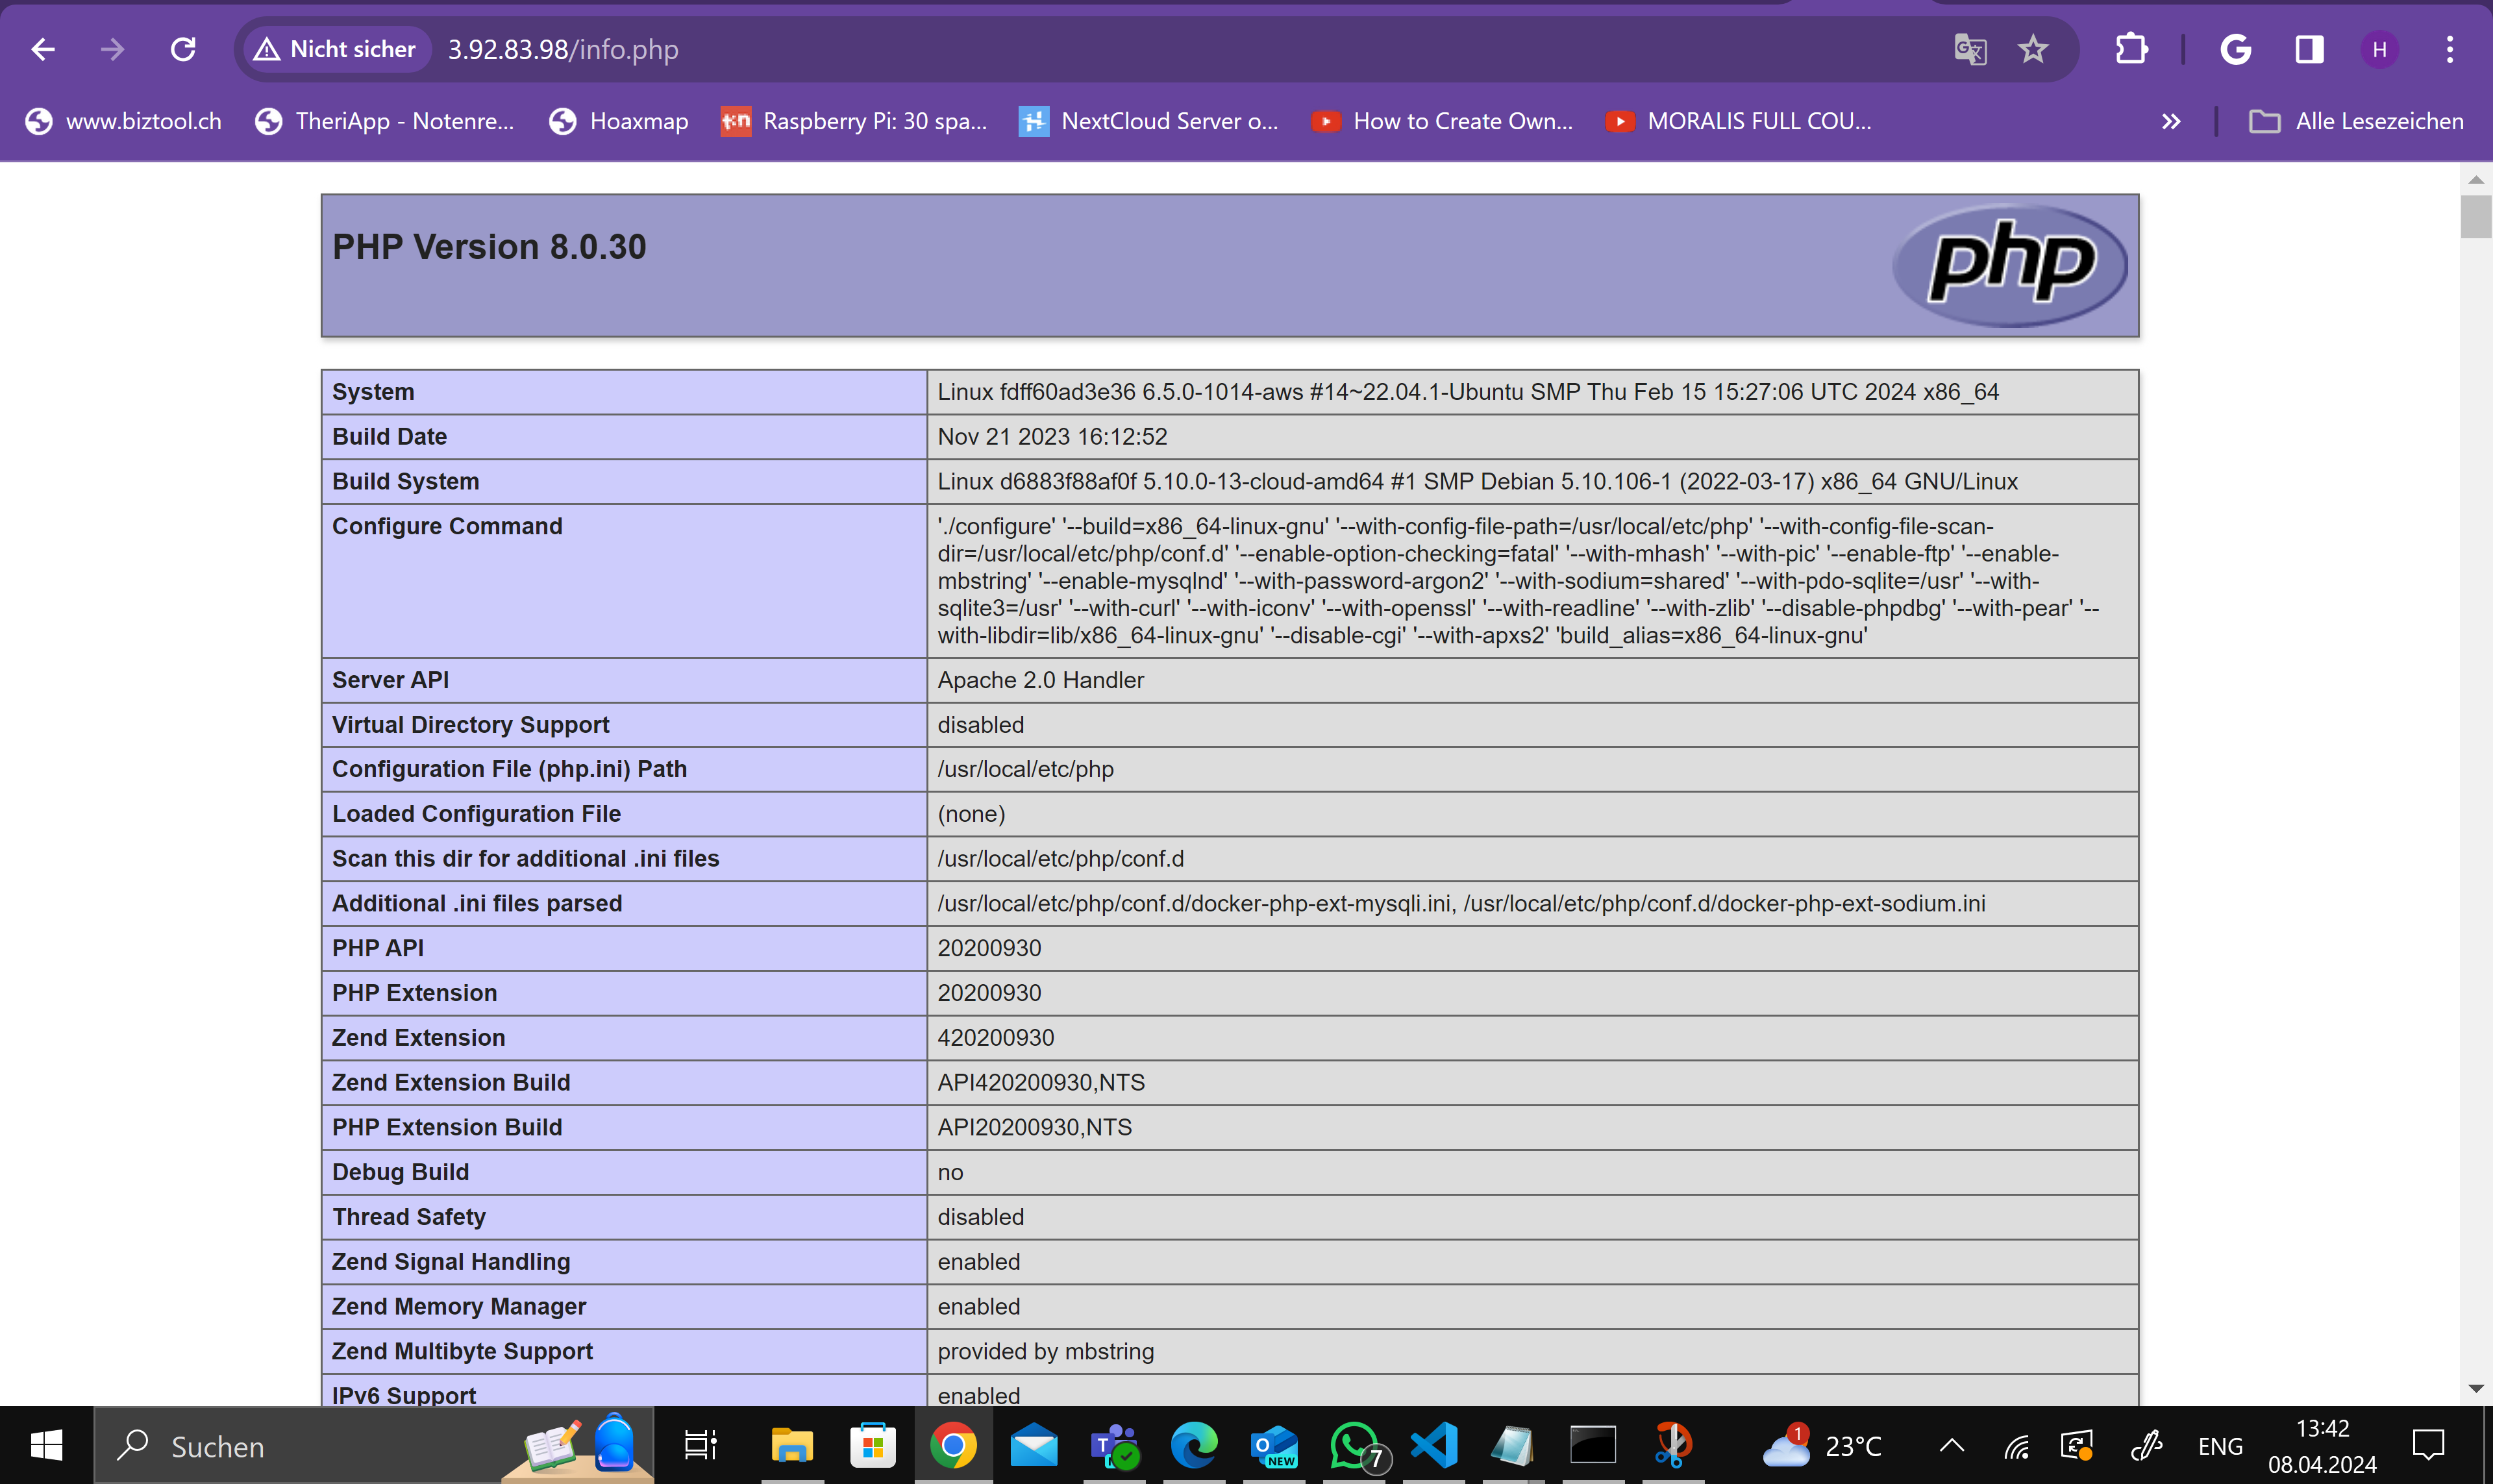 Nicht sicher 3.92.83.98/info.php
H
www.biztool.ch TheriApp - Notenre... Hoaxmap Raspberry Pi: 30 spa... NextCloud Server o... How to Create Own... MORALIS FULL COU... Alle Lesezeichen
PHP Version 8.0.30
php
System Linux fdff60ad3e36 6.5.0-1014-aws #14~22.04.1-Ubuntu SMP Thu Feb 15 15:27:06 UTC 2024 x86_64
Build Date Nov 21 2023 16:12:52
Build System Linux d6883f88af0f 5.10.0-13-cloud-amd64 #1 SMP Debian 5.10.106-1 (2022-03-17) x86_64 GNU/Linux
Configure Command './configure' '--build=x86_64-linux-gnu' '--with-config-file-path=/usr/local/etc/php' '--with-config-file-scan-
dir=/usr/local/etc/php/conf.d' '--enable-option-checking=fatal' '--with-mhash' '--with-pic' '--enable-ftp' '--enable-
mbstring' '--enable-mysqlnd' '--with-password-argon2' '--with-sodium=shared' '--with-pdo-sqlite=/usr' '--with-
sqlite3=/usr' '--with-curl' '--with-iconv' '--with-openssl' '--with-readline' '--with-zlib' '--disable-phpdbg' '--with-pear' '--
with-libdir=lib/x86_64-linux-gnu' '--disable-cgi' '--with-apxs2' 'build_alias=x86_64-linux-gnu'
Server API Apache 2.0 Handler
Virtual Directory Support disabled
Configuration File (php.ini) Path /usr/local/etc/php
Loaded Configuration File (none)
Scan this dir for additional .ini files /usr/local/etc/php/conf.d
Additional .ini files parsed /usr/local/etc/php/conf.d/docker-php-ext-mysqli.ini, /usr/local/etc/php/conf.d/docker-php-ext-sodium.ini
PHP API 20200930
PHP Extension 20200930
Zend Extension 420200930
Zend Extension Build API420200930,NTS
PHP Extension Build API20200930,NTS
Debug Build no
Thread Safety disabled
Zend Signal Handling enabled
Zend Memory Manager enabled
Zend Multibyte Support provided by mbstring
IPv6 Support enabled
Suchen
NEW
7
1
23°C
ENG
13:42
08.04.2024